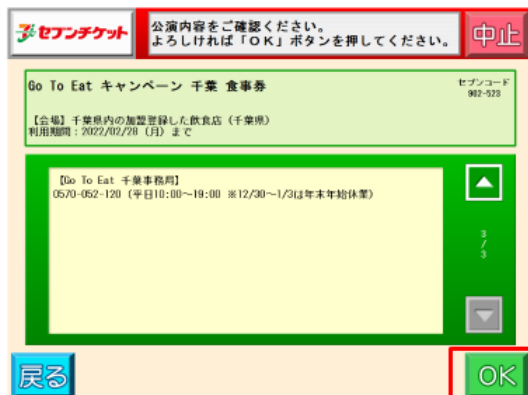 セブンチケット
公演内容をご確認ください。
よろしければ「OK」ボタンを押してください。
中止
Go To Eat キャンペーン 千葉 食事券
セブンコード
902-523
【会場】千葉県内の加盟登録した飲食店（千葉県）
利用期間：2022/02/28（月）まで
【Go To Eat 千葉事務局】
0570-052-120（平日10:00～19:00 ※12/30～1/3は年末年始休業）
3
/
3
戻る
OK